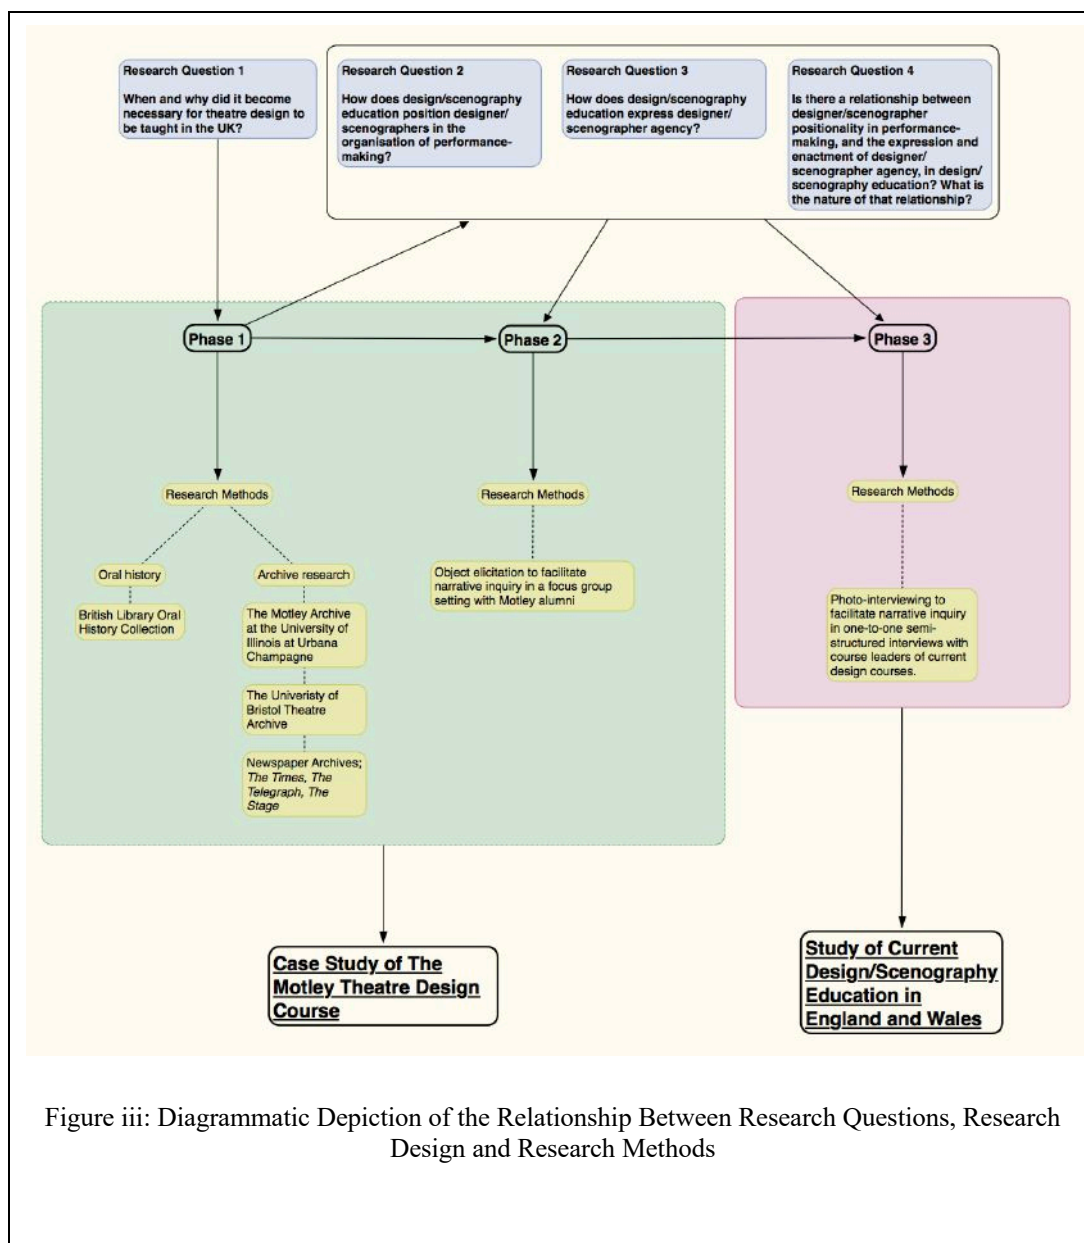 Research Question 1
When and why did it become
necessary for theatre design to
be taught in the UK?
Research Question 2
How does design/scenography
education position designer/
scenographers in the
organisation of performance-
making?
Research Question 3
How does design/scenography
education express designer/
scenographer agency?
Research Question 4
Is there a relationship between
designer/scenographer
positionality in performance-
making, and the expression and
enactment of designer/
scenographer agency, in design/
scenography education? What is
the nature of that relationship?
Phase 1
Phase 2
Phase 3
Research Methods
Oral history
British Library Oral
History Collection
Archive research
The Motley Archive
at the University of
Illinois at Urbana
Champagne
The Univeristy of
Bristol Theatre
Archive
Newspaper Archives;
The Times, The
Telegraph, The
Stage
Research Methods
Object elicitation to facilitate
narrative inquiry in a focus group
setting with Motley alumni
Research Methods
Photo-interviewing to
facilitate narrative inquiry
in one-to-one semi-
structured interviews with
course leaders of current
design courses.
Case Study of The
Motley Theatre Design
Course
Study of Current
Design/Scenography
Education in
England and Wales
Figure iii: Diagrammatic Depiction of the Relationship Between Research Questions, Research
Design and Research Methods